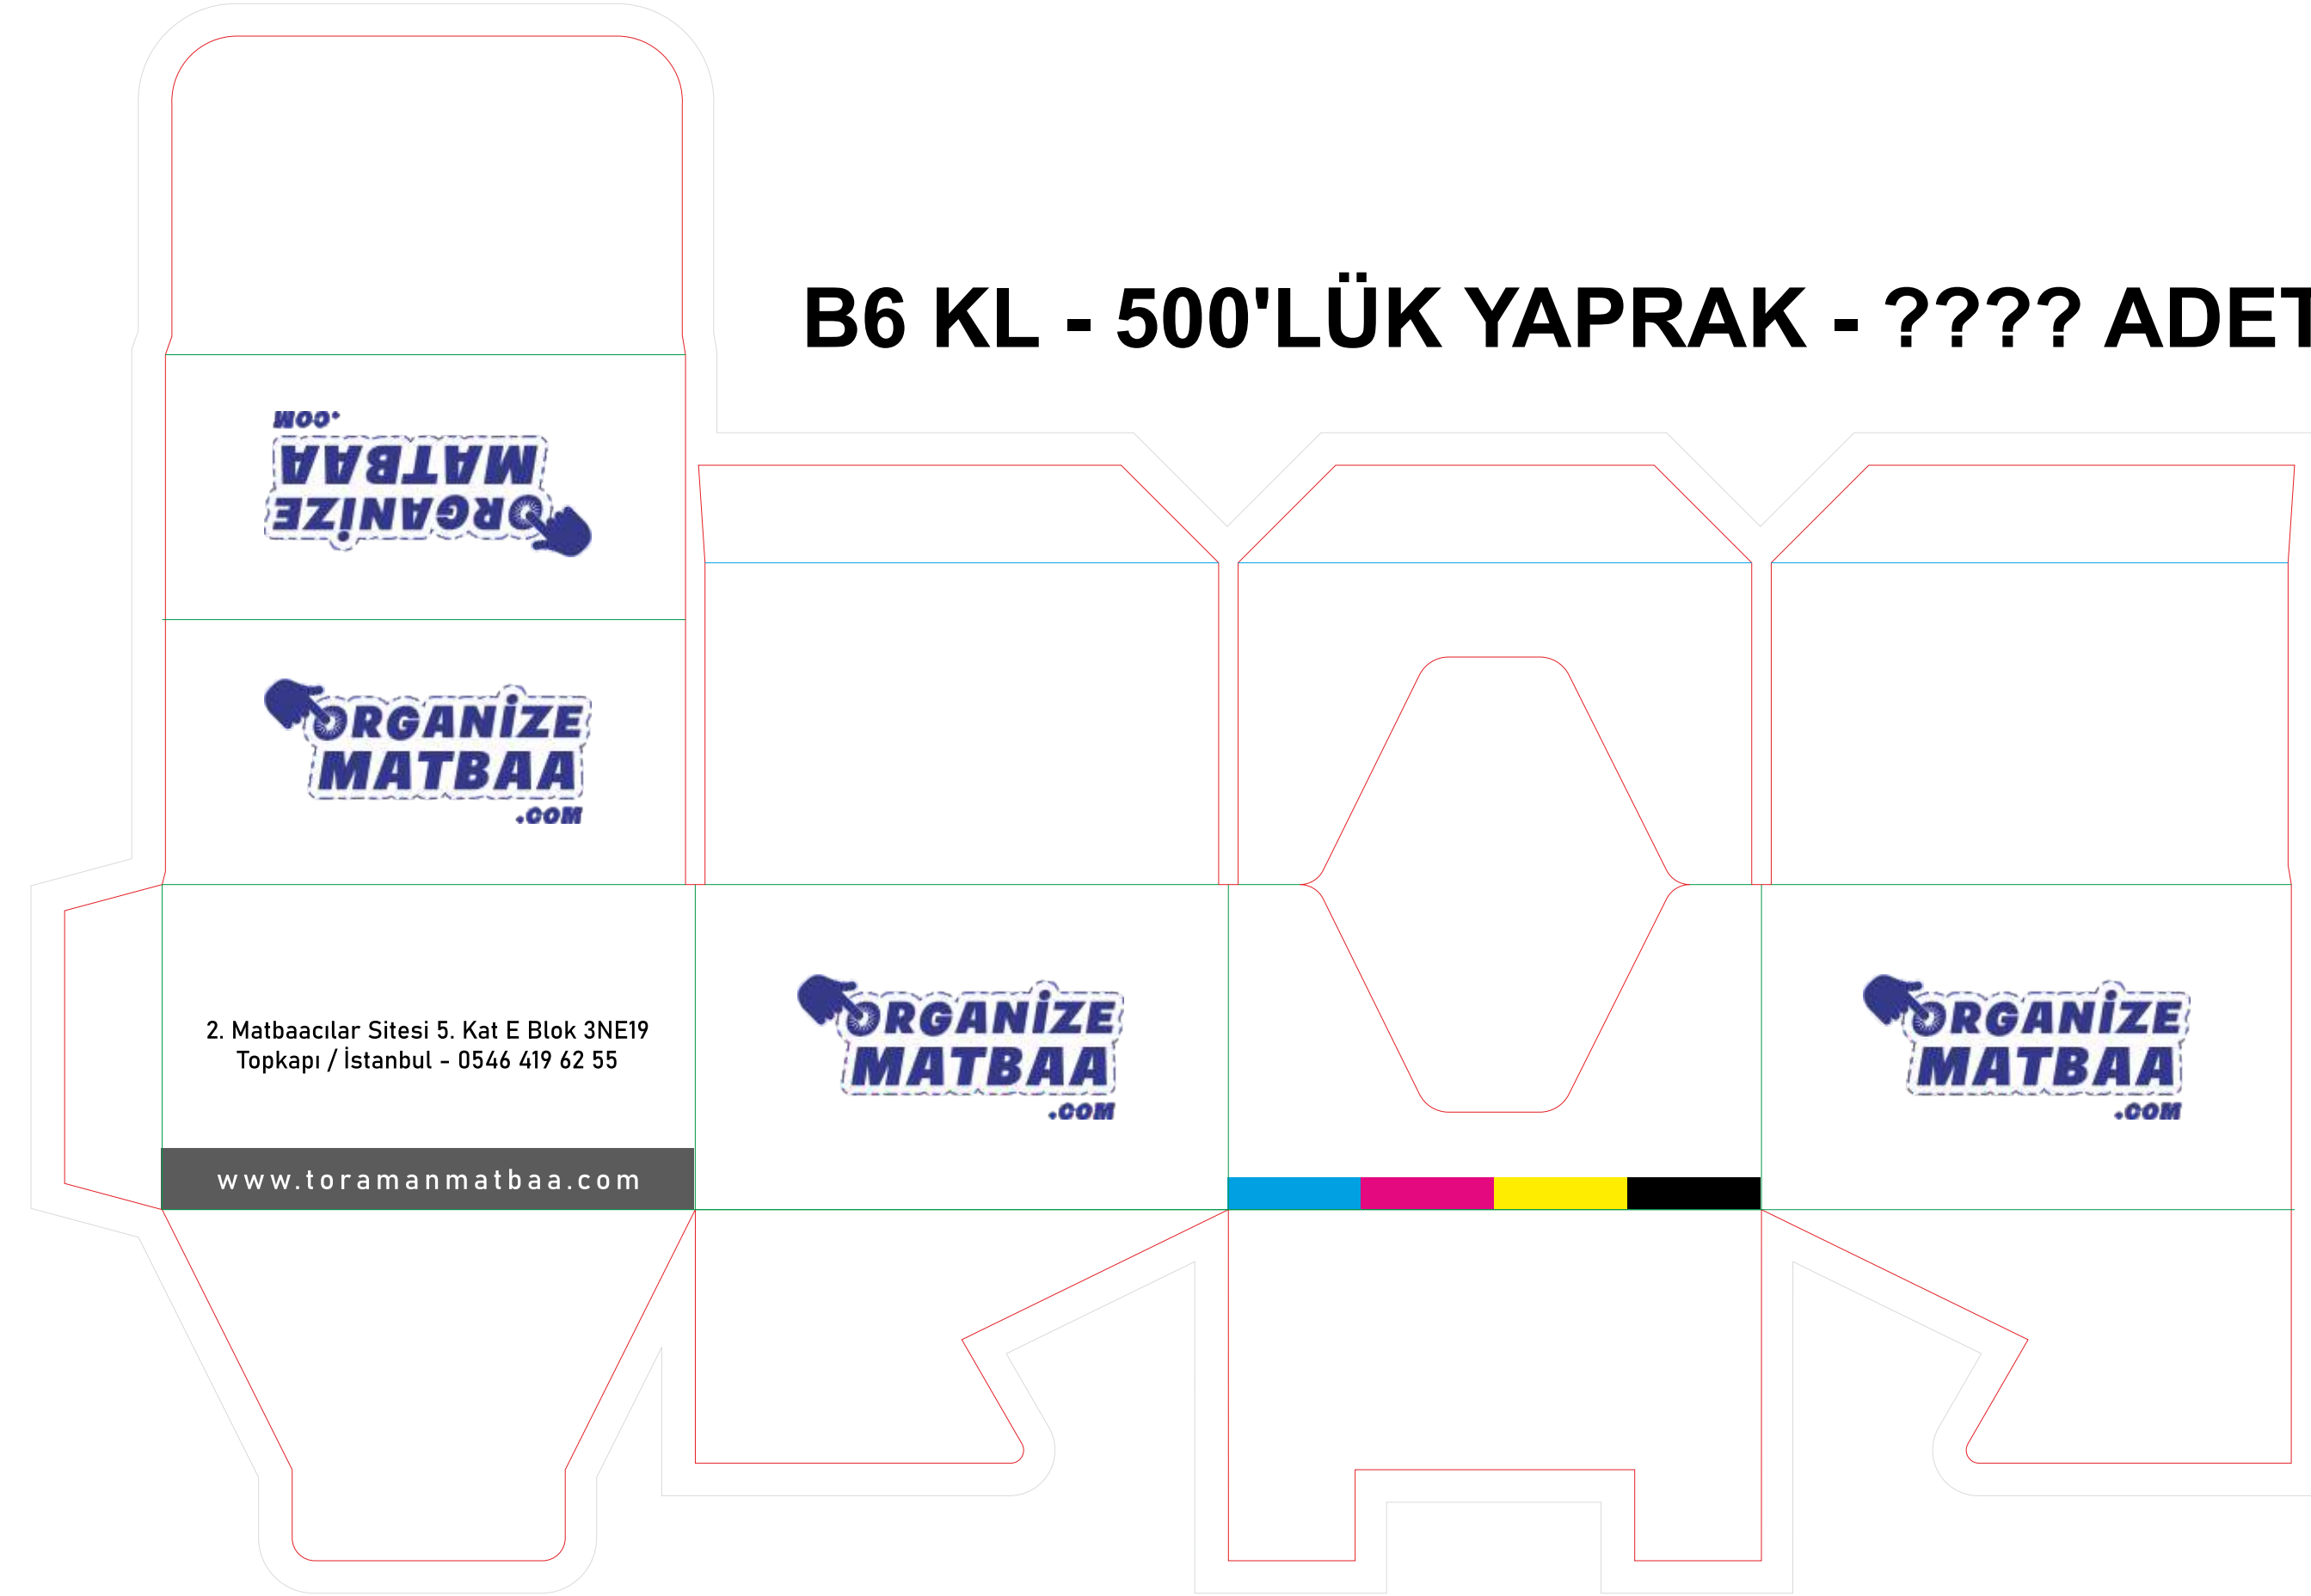 B6 KL - 500'LÜK YAPRAK - ???? ADET
ORGANİZE
MATBAA
.COM
ORGANİZE
MATBAA
.COM
2. Matbaacılar Sitesi 5. Kat E Blok 3NE19
Topkapı / İstanbul - 0546 419 62 55
www.toramanmatbaa.com
ORGANİZE
MATBAA
.COM
ORGANİZE
MATBAA
.COM